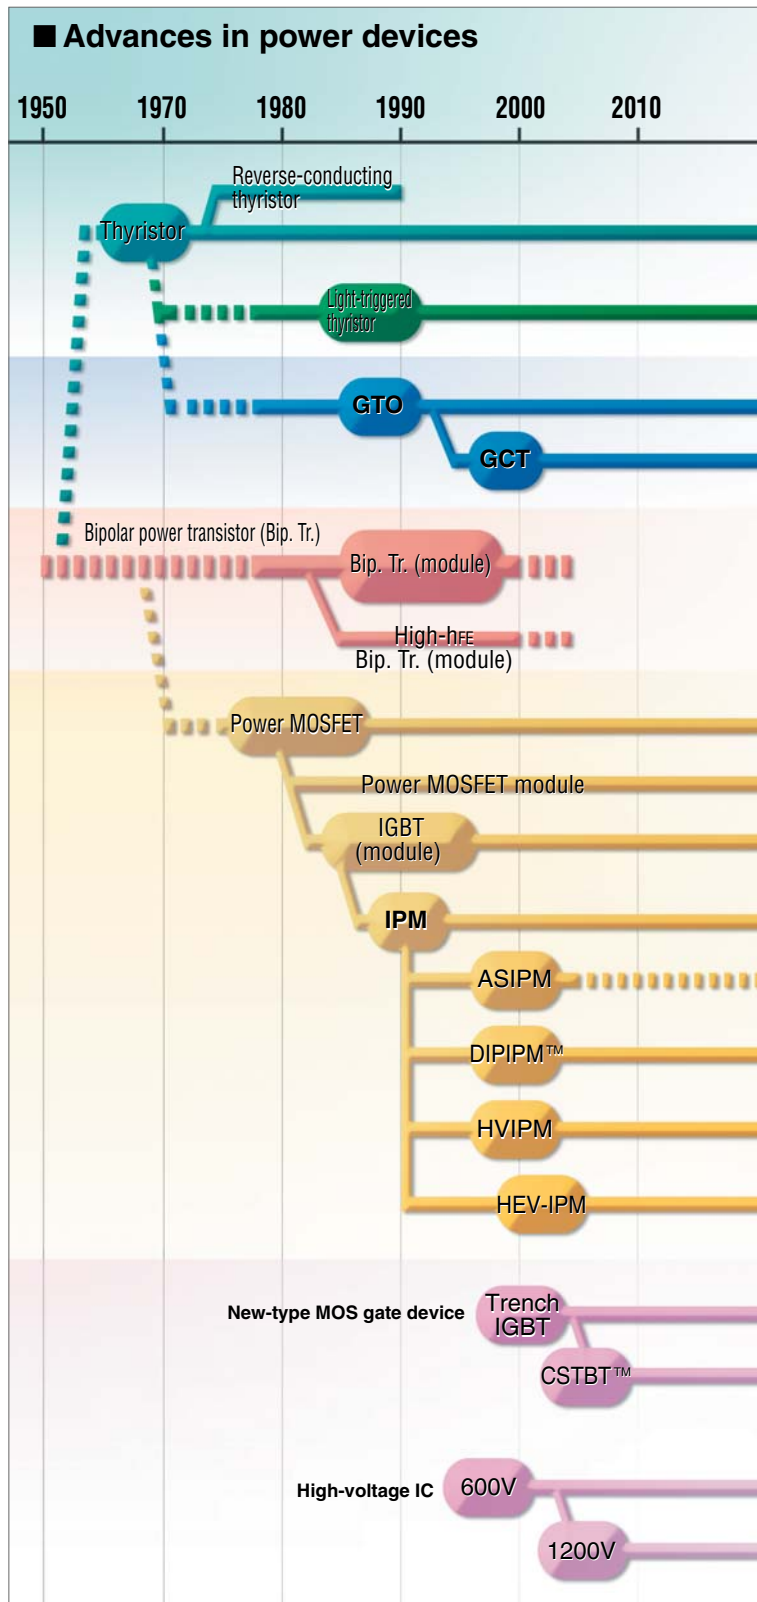 ■ Advances in power devices
1950 1970 1980 1990 2000 2010
Reverse-conducting
thyristor
Thyristor
Light-triggered
thyristor
GTO
GCT
Bipolar power transistor (Bip. Tr.)
Bip. Tr. (module)
High-hFE
Bip. Tr. (module)
Power MOSFET
Power MOSFET module
IGBT
(module)
IPM
ASIPM
DIPIPM™
HVIPM
HEV-IPM
New-type MOS gate device
Trench
IGBT
CSTBT™
High-voltage IC
600V
1200V